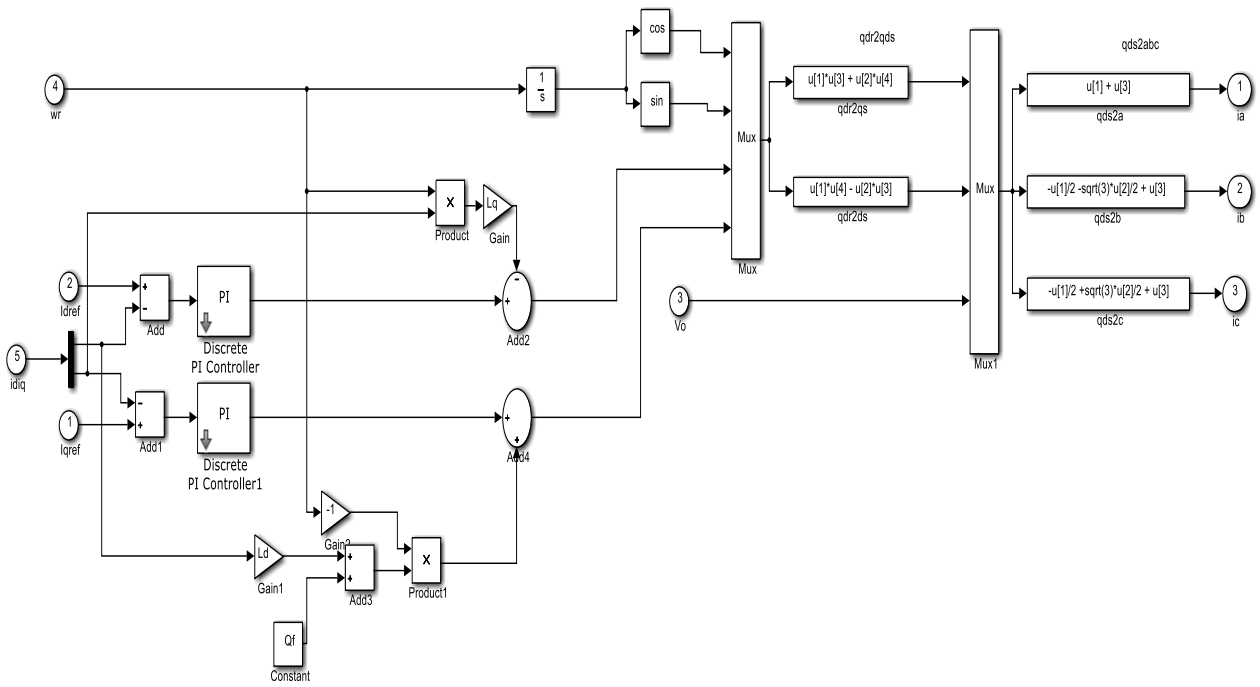 cos
qdr2qds
qds2abc
4
wr
1
s
u[1]*u[3] + u[2]*u[4]
qdr2qs
u[1] + u[3]
qds2a
1
ia
sin
Mux
x
Product
Lq
Gain
u[1]*u[4] - u[2]*u[3]
qdr2ds
Mux
-u[1]/2 -sqrt(3)*u[2]/2 + u[3]
qds2b
2
ib
Mux
2
Idref
+
-
Add
PI
Discrete
PI Controller
-
+
Add2
3
Vo
-u[1]/2 +sqrt(3)*u[2]/2 + u[3]
qds2c
3
ic
Mux1
5
idiq
1
Iqref
-
+
Add1
PI
Discrete
PI Controller1
+
+
Add4
-1
Ld
Gain1
+
+
Add3
x
Product1
Qf
Constant